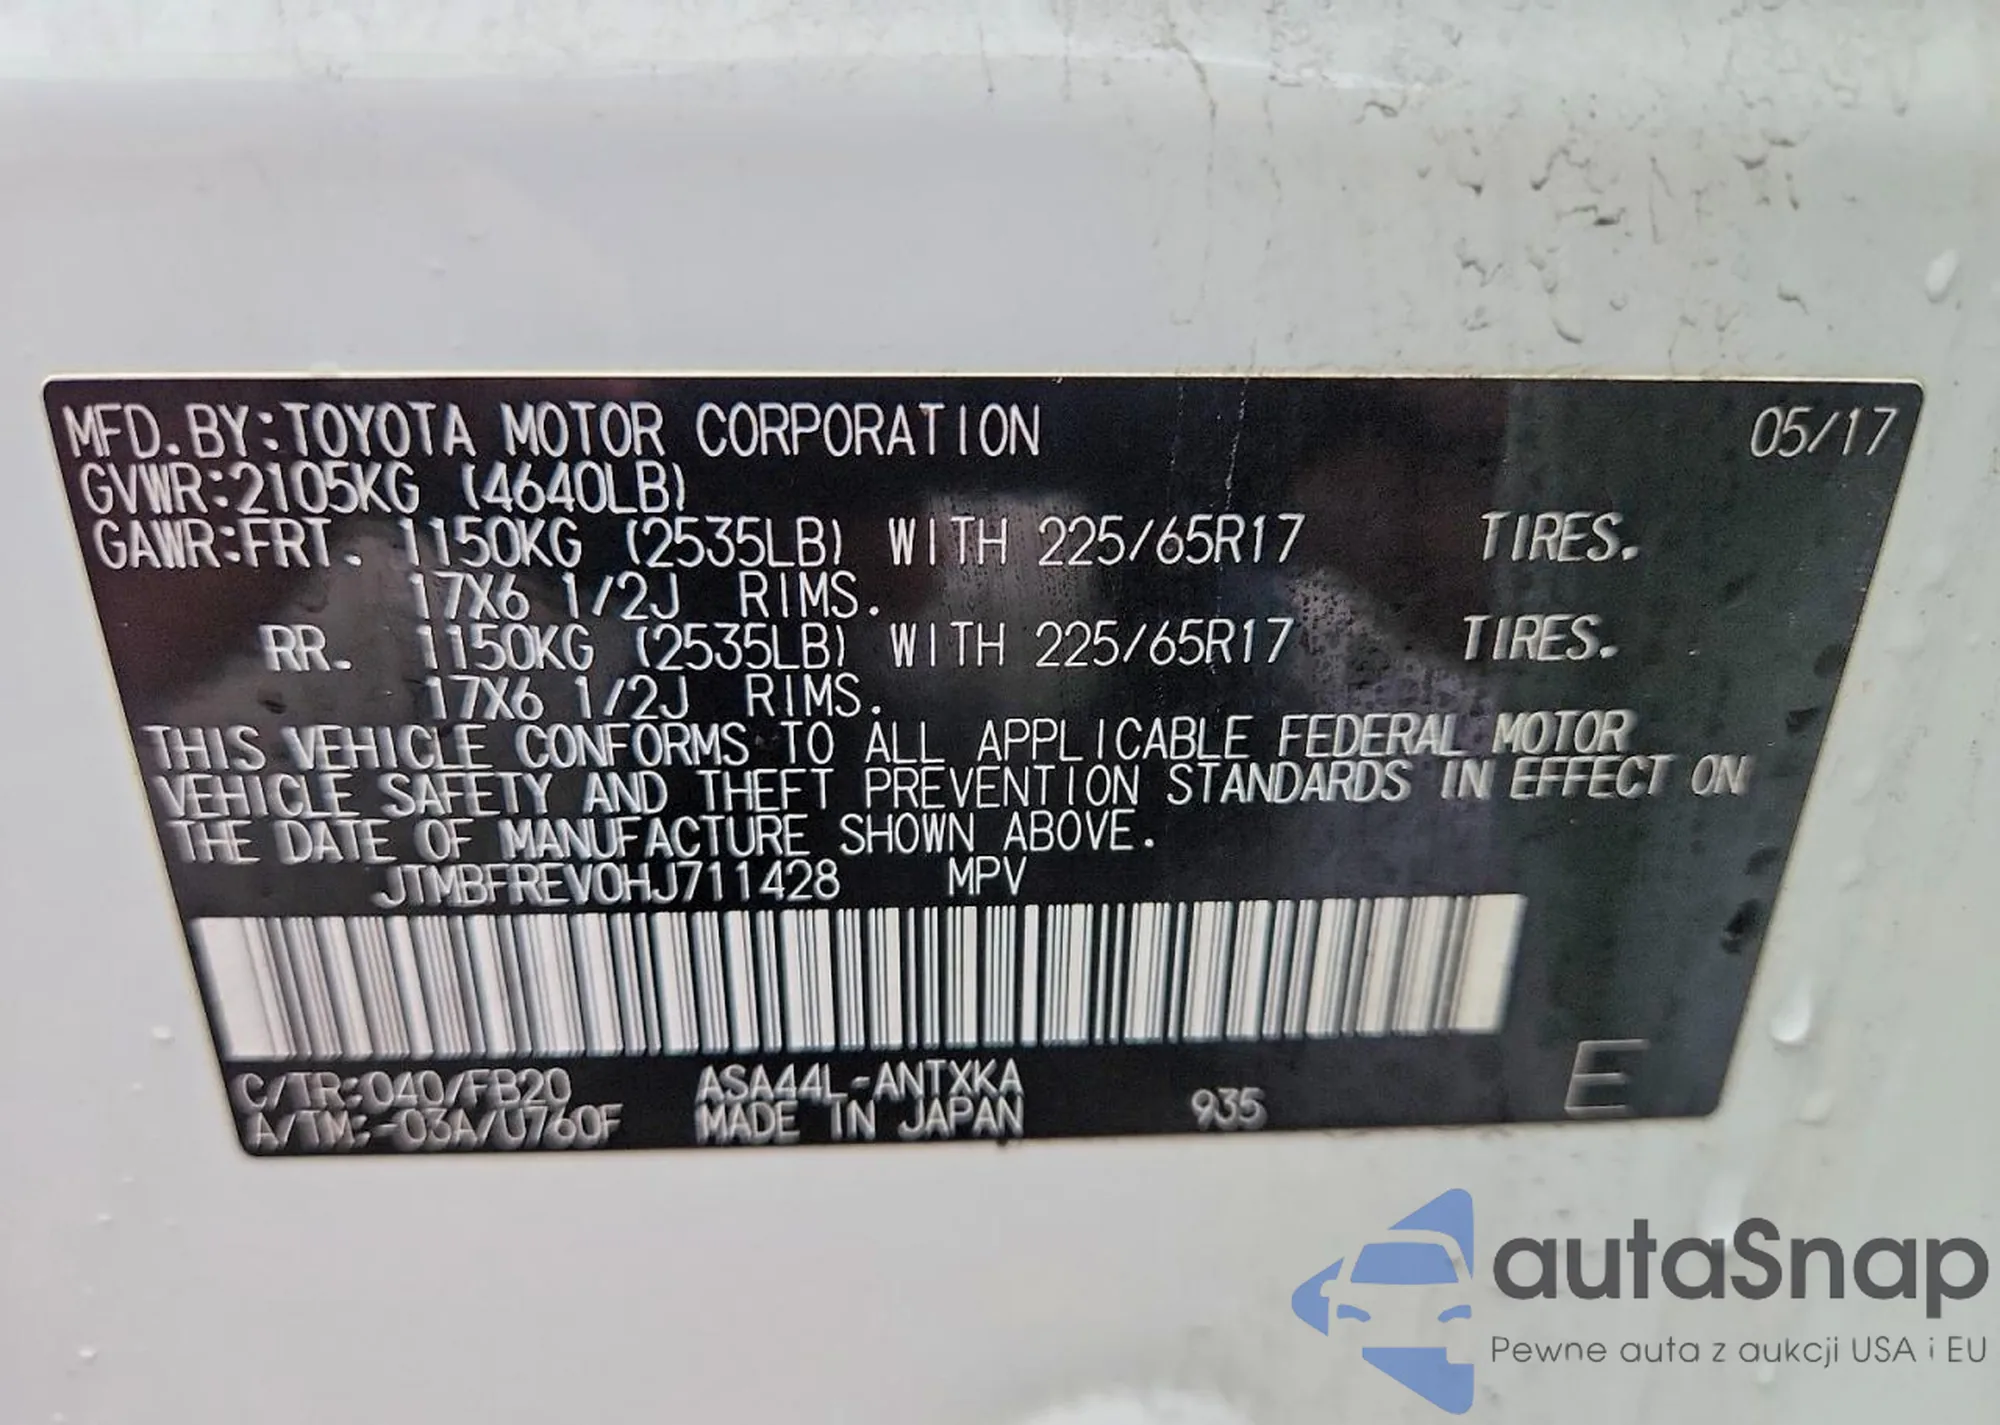 MFD.BY:TOYOTA MOTOR CORPORATION 05/17
GVWR:2105KG (4640LB)
GAWR:FRT. 1150KG (2535LB) WITH 225/65R17 TIRES.
17X6 1/2J RIMS.
RR. 1150KG (2535LB) WITH 225/65R17 TIRES.
17X6 1/2J RIMS.
THIS VEHICLE CONFORMS TO ALL APPLICABLE FEDERAL MOTOR
VEHICLE SAFETY AND THEFT PREVENTION STANDARDS IN EFFECT ON
THE DATE OF MANUFACTURE SHOWN ABOVE.
JTMBFREV0HJ711428 MPV
C/TR:040/FB20 ASA44L-ANTXKA
A/TM:-03A/U760F MADE IN JAPAN 935 E
autaSnap
Pewne auta z aukcji USA i EU